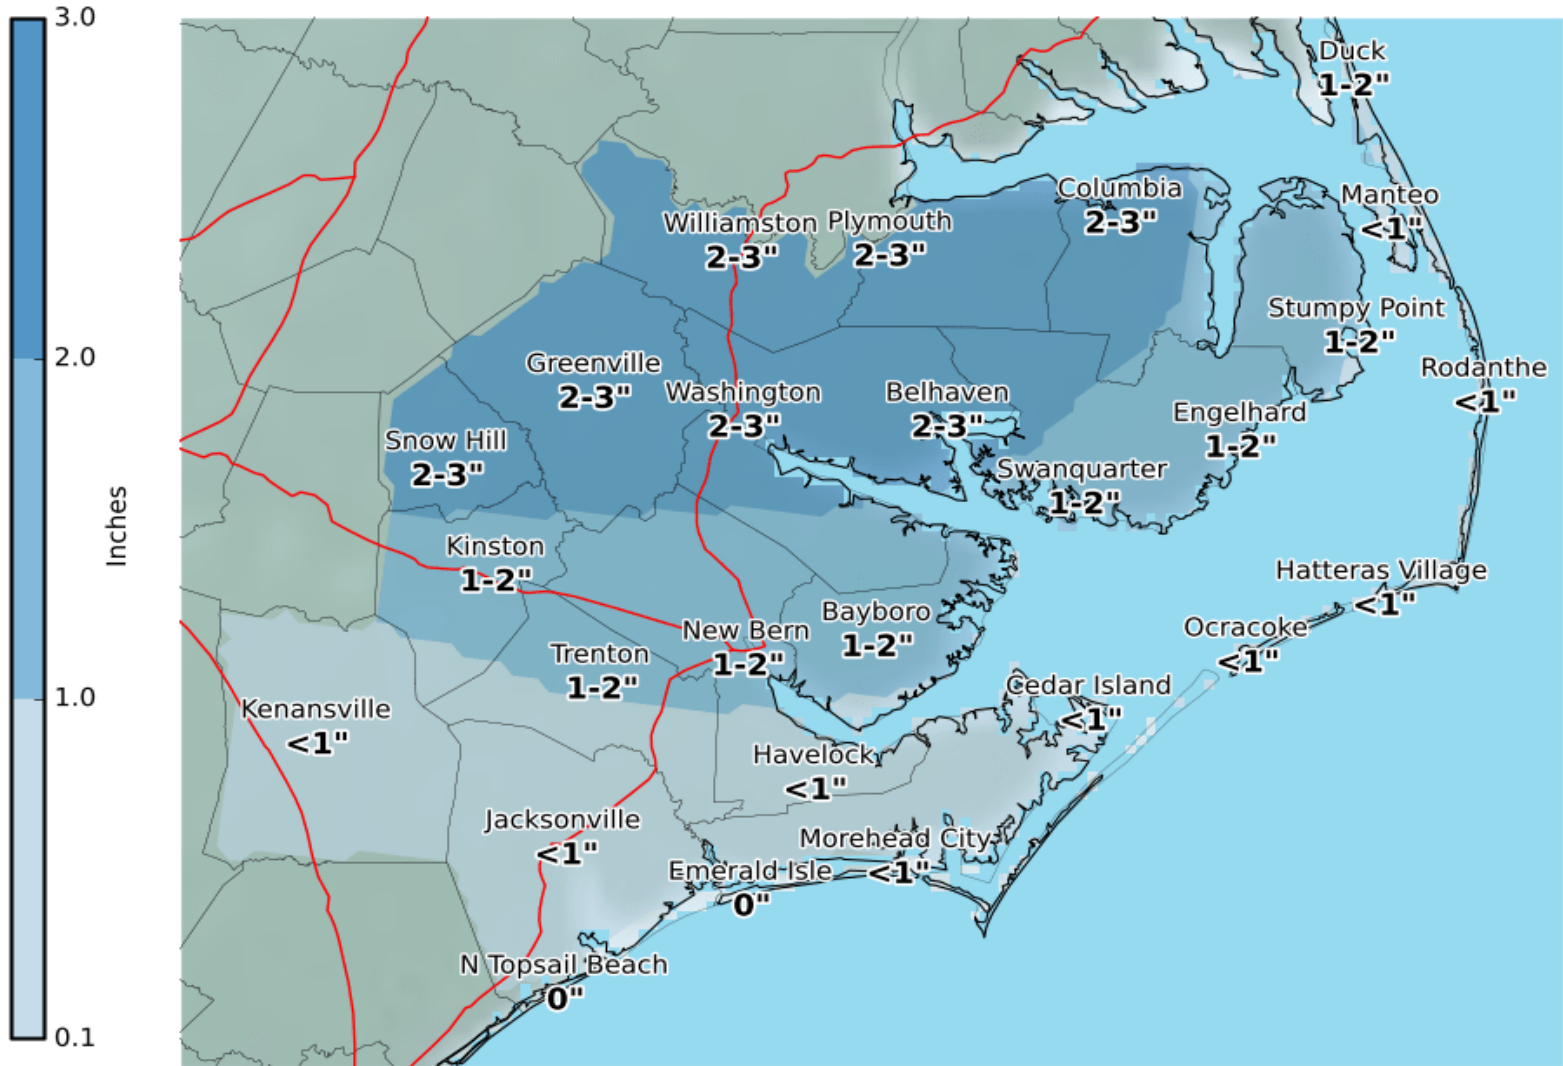 3.0
2.0
1.0
0.1
Inches
Duck
1-2"
Columbia
2-3"
Manteo
<1"
Williamston
2-3"
Plymouth
2-3"
Stumpy Point
1-2"
Greenville
2-3"
Washington
2-3"
Belhaven
2-3"
Rodanthe
<1"
Engelhard
1-2"
Snow Hill
2-3"
Swanquarter
1-2"
Kinston
1-2"
Hatteras Village
<1"
Bayboro
1-2"
New Bern
1-2"
Ocracoke
<1"
Trenton
1-2"
Cedar Island
<1"
Kenansville
<1"
Havelock
<1"
Jacksonville
<1"
Morehead City
<1"
Emerald Isle
0"
N Topsail Beach
0"